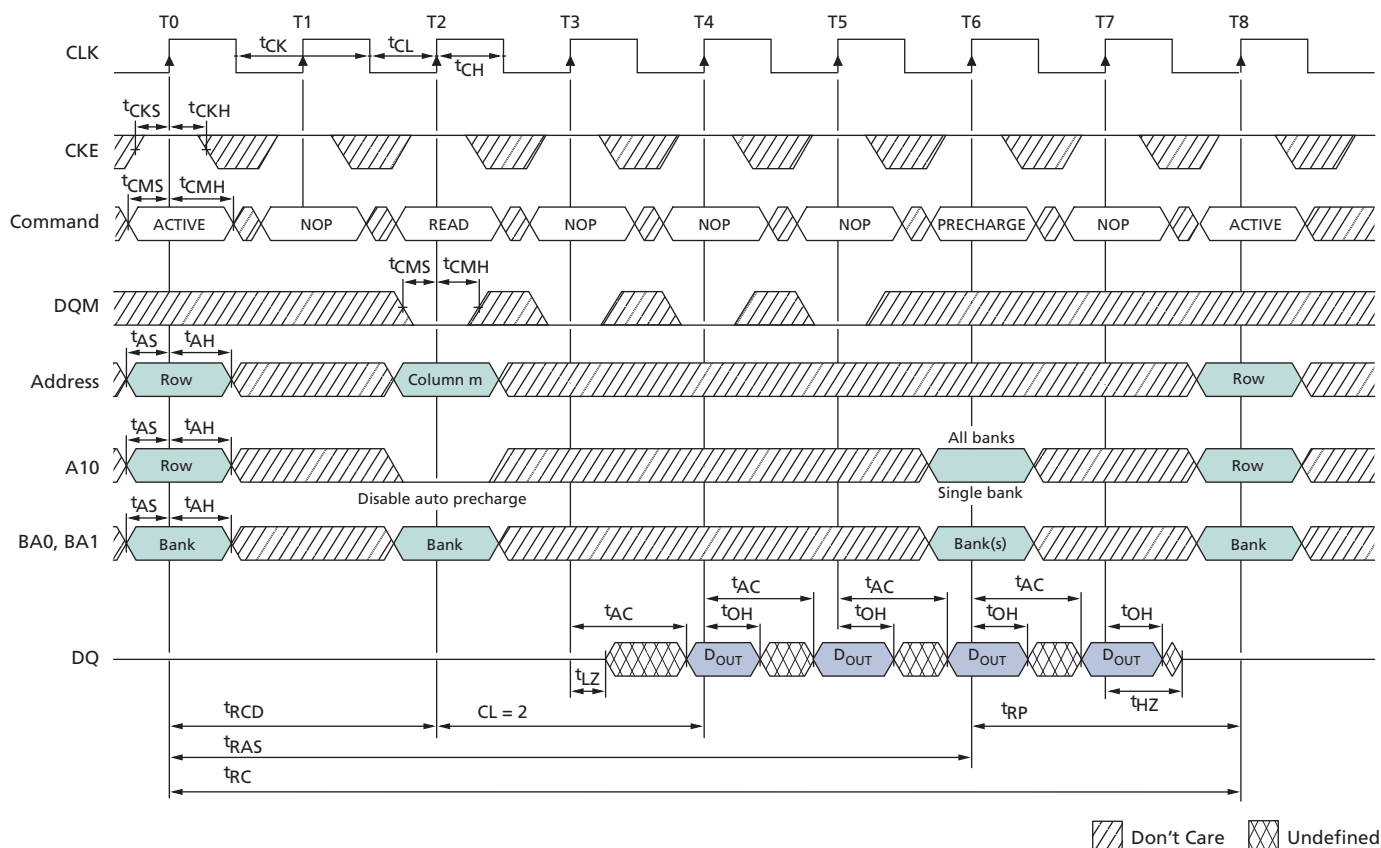 T0 T1 T2 T3 T4 T5 T6 T7 T8
CLK tCK tCL tCH
tCKS tCKH
CKE
tCMS tCMH
Command ACTIVE NOP READ NOP NOP NOP PRECHARGE NOP ACTIVE
tCMS tCMH
DQM
tAS tAH
Address Row Column m Row
tAS tAH All banks
A10 Row Row
Disable auto precharge Single bank
tAS tAH
BA0, BA1 Bank Bank Bank(s) Bank
tAC tAC tAC
tAC tOH tOH tOH tOH
DQ DOUT DOUT DOUT DOUT
tLZ tHZ
tRCD CL = 2 tRP
tRAS
tRC
Don't Care Undefined